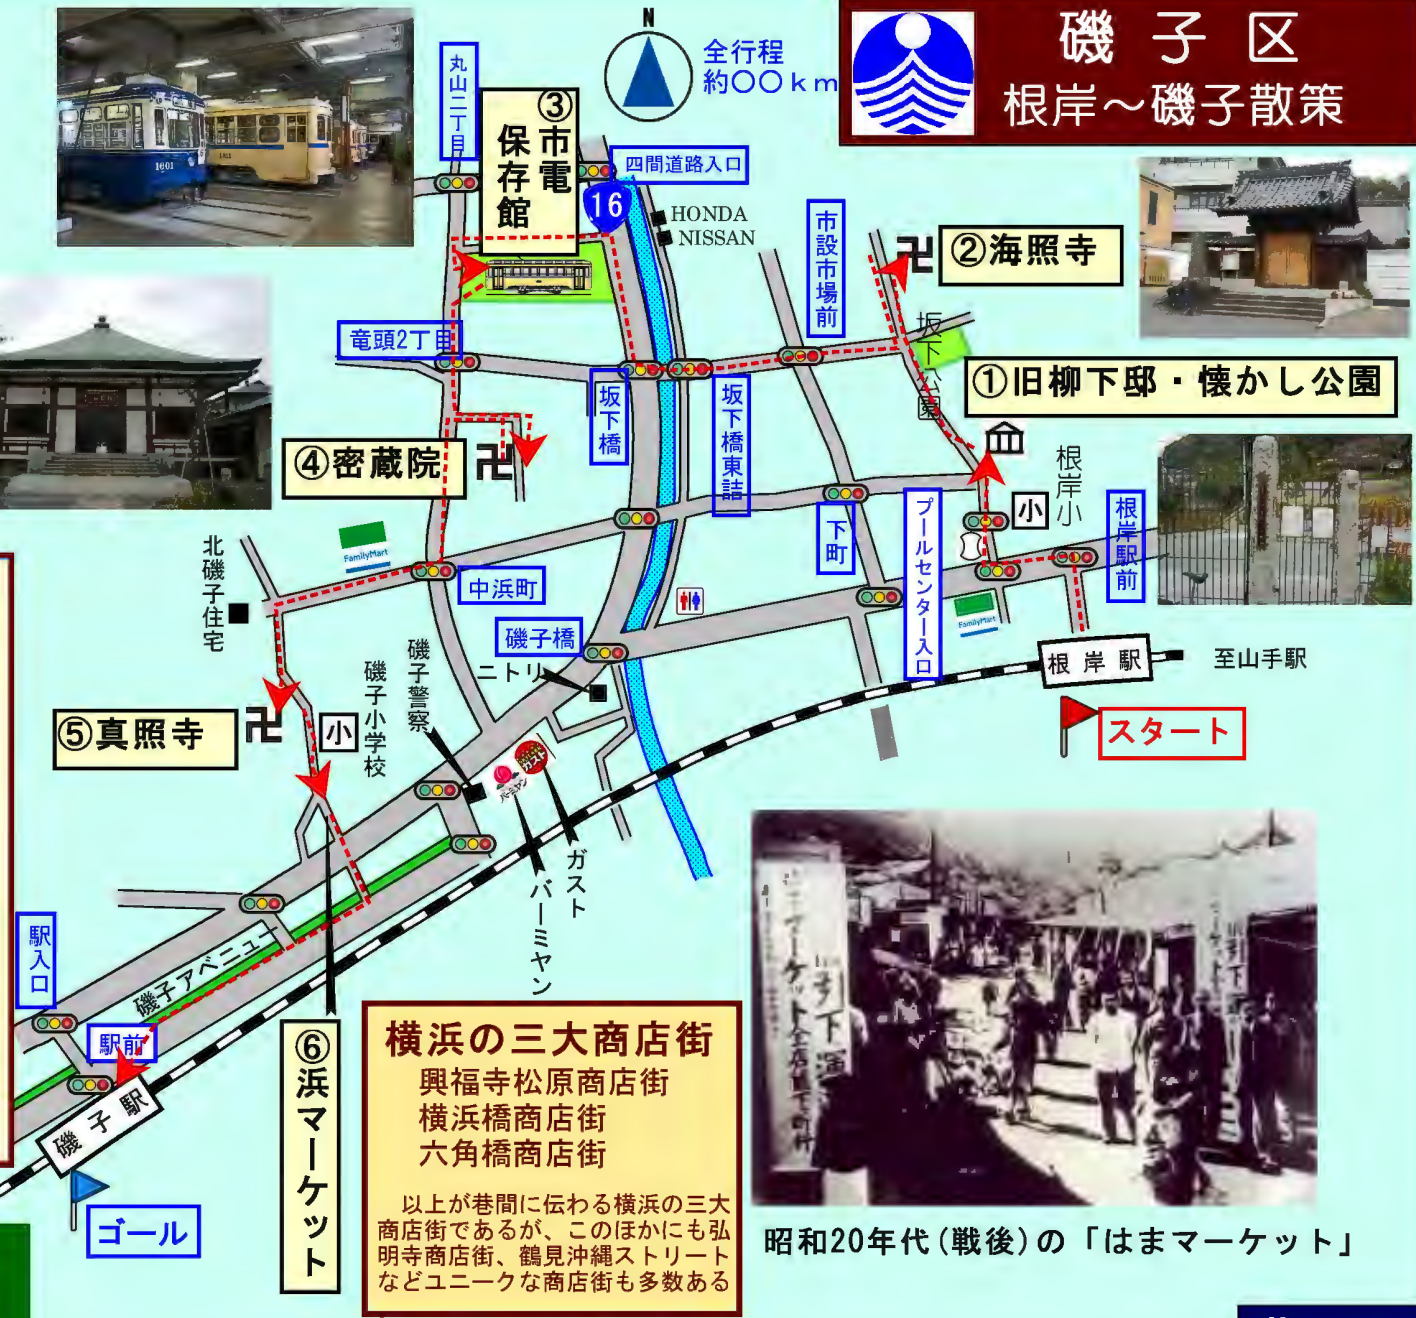 磯子区
根岸～磯子散策
N
全行程
約〇〇ｋｍ
丸山二丁目
③市電
保存館
四間道路入口
16
HONDA
NISSAN
市設市場前
②海照寺
1601
竜頭2丁目
坂下公園
①旧柳下邸・懐かし公園
坂下橋
坂下橋東詰
④密蔵院
根岸小
小
根岸駅前
プールセンター入口
下町
FamilyMart
北磯子住宅
中浜町
磯子橋
ニトリ
FamilyMart
根岸駅
至山手駅
スタート
磯子警察
磯子小学校
小
⑤真照寺
ガスト
バーミヤン
ガスト
バーミヤン
駅入口
磯子アベニュー
駅前
磯子駅
ゴール
⑥浜マーケット
横浜の三大商店街
興福寺松原商店街
横浜橋商店街
六角橋商店街
以上が巷間に伝わる横浜の三大
商店街であるが、このほかにも弘
明寺商店街、鶴見沖縄ストリート
などユニークな商店街も多数ある
昭和20年代(戦後)の「はまマーケット」